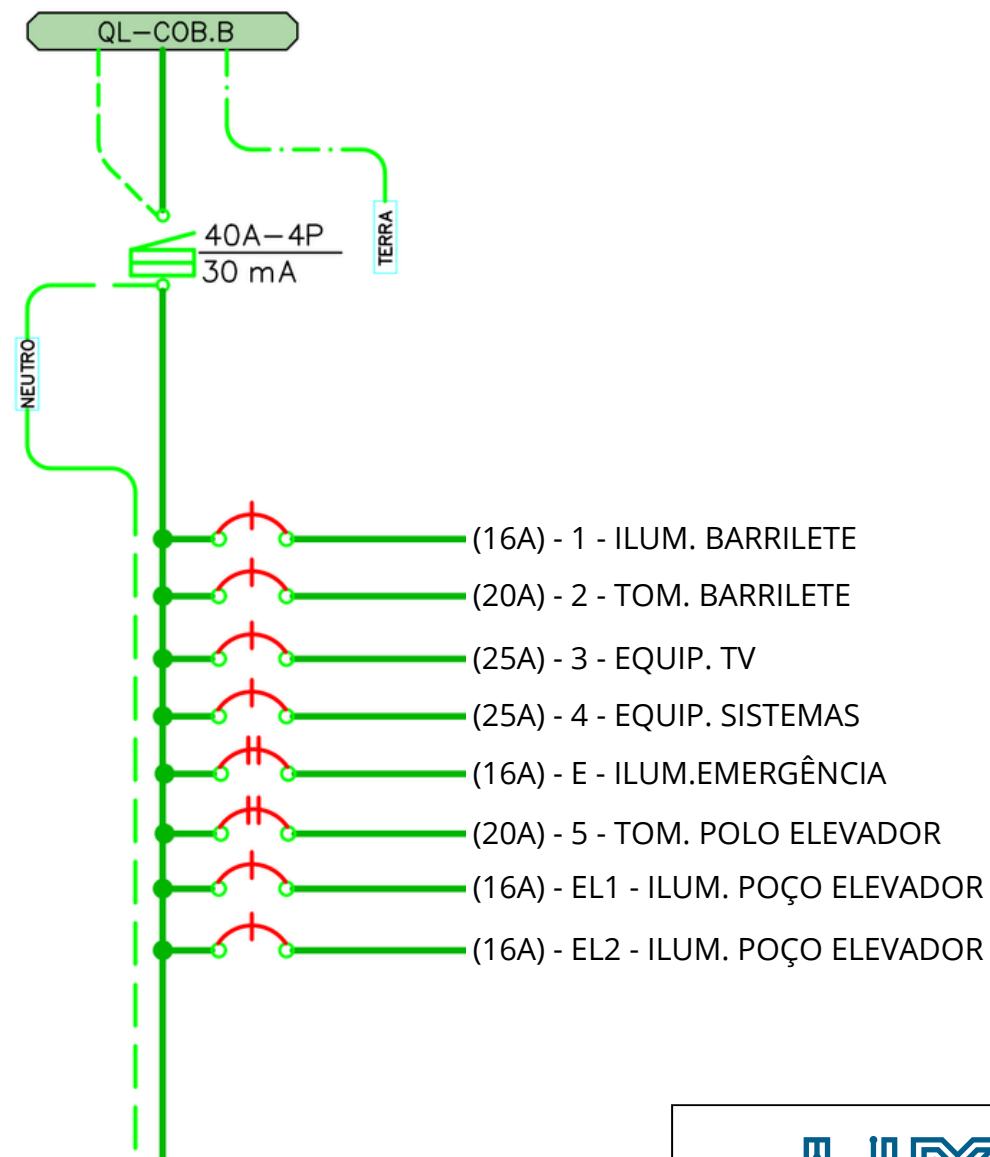 QL-COB.B
40A-4P
30 mA
TERRA
NEUTRO
(16A) - 1 - ILUM. BARRILETE
(20A) - 2 - TOM. BARRILETE
(25A) - 3 - EQUIP. TV
(25A) - 4 - EQUIP. SISTEMAS
(16A) - E - ILUM.EMERGÊNCIA
(20A) - 5 - TOM. POLO ELEVADOR
(16A) - EL1 - ILUM. POÇO ELEVADOR
(16A) - EL2 - ILUM. POÇO ELEVADOR